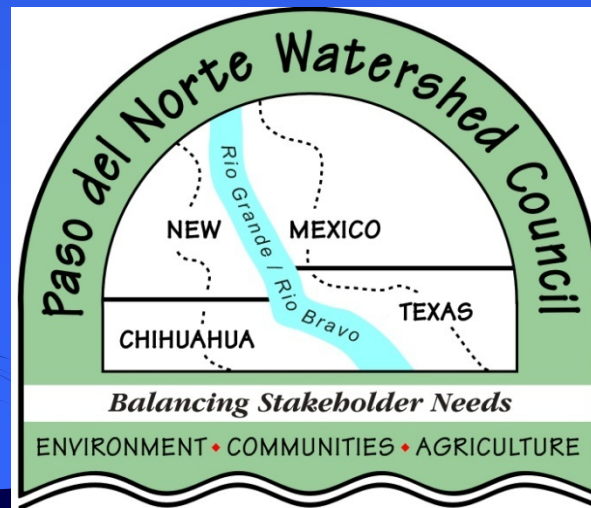 Paso del Norte Watershed Council
Rio Grande / Rio Bravo
NEW MEXICO
TEXAS
CHIHUAHUA
Balancing Stakeholder Needs
ENVIRONMENT • COMMUNITIES • AGRICULTURE